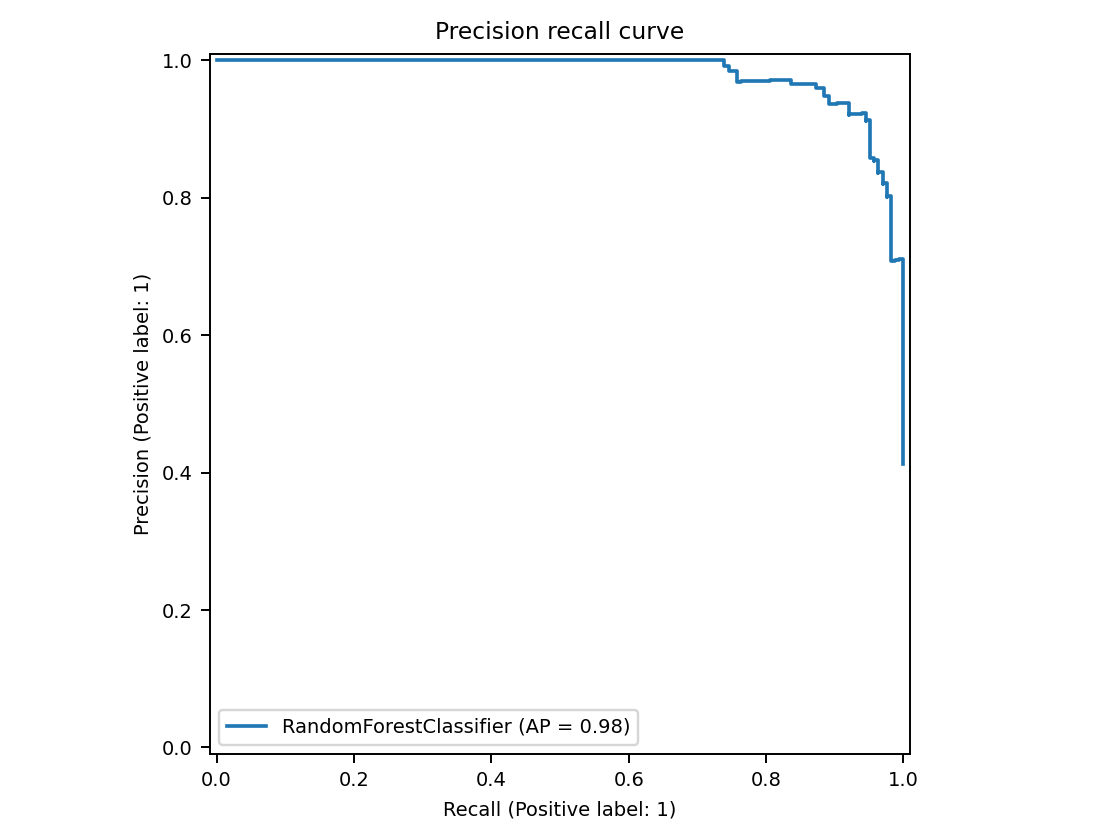 Precision recall curve
1.0
0.8
0.6
0.4
0.2
0.0
Precision (Positive label: 1)
RandomForestClassifier (AP = 0.98)
0.0 0.2 0.4 0.6 0.8 1.0
Recall (Positive label: 1)